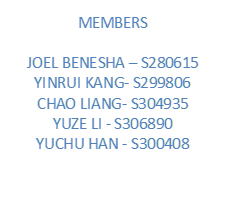 MEMBERS
JOEL BENESHA – S280615
YINRUI KANG- S299806
CHAO LIANG- S304935
YUZE LI - S306890
YUCHU HAN - S300408